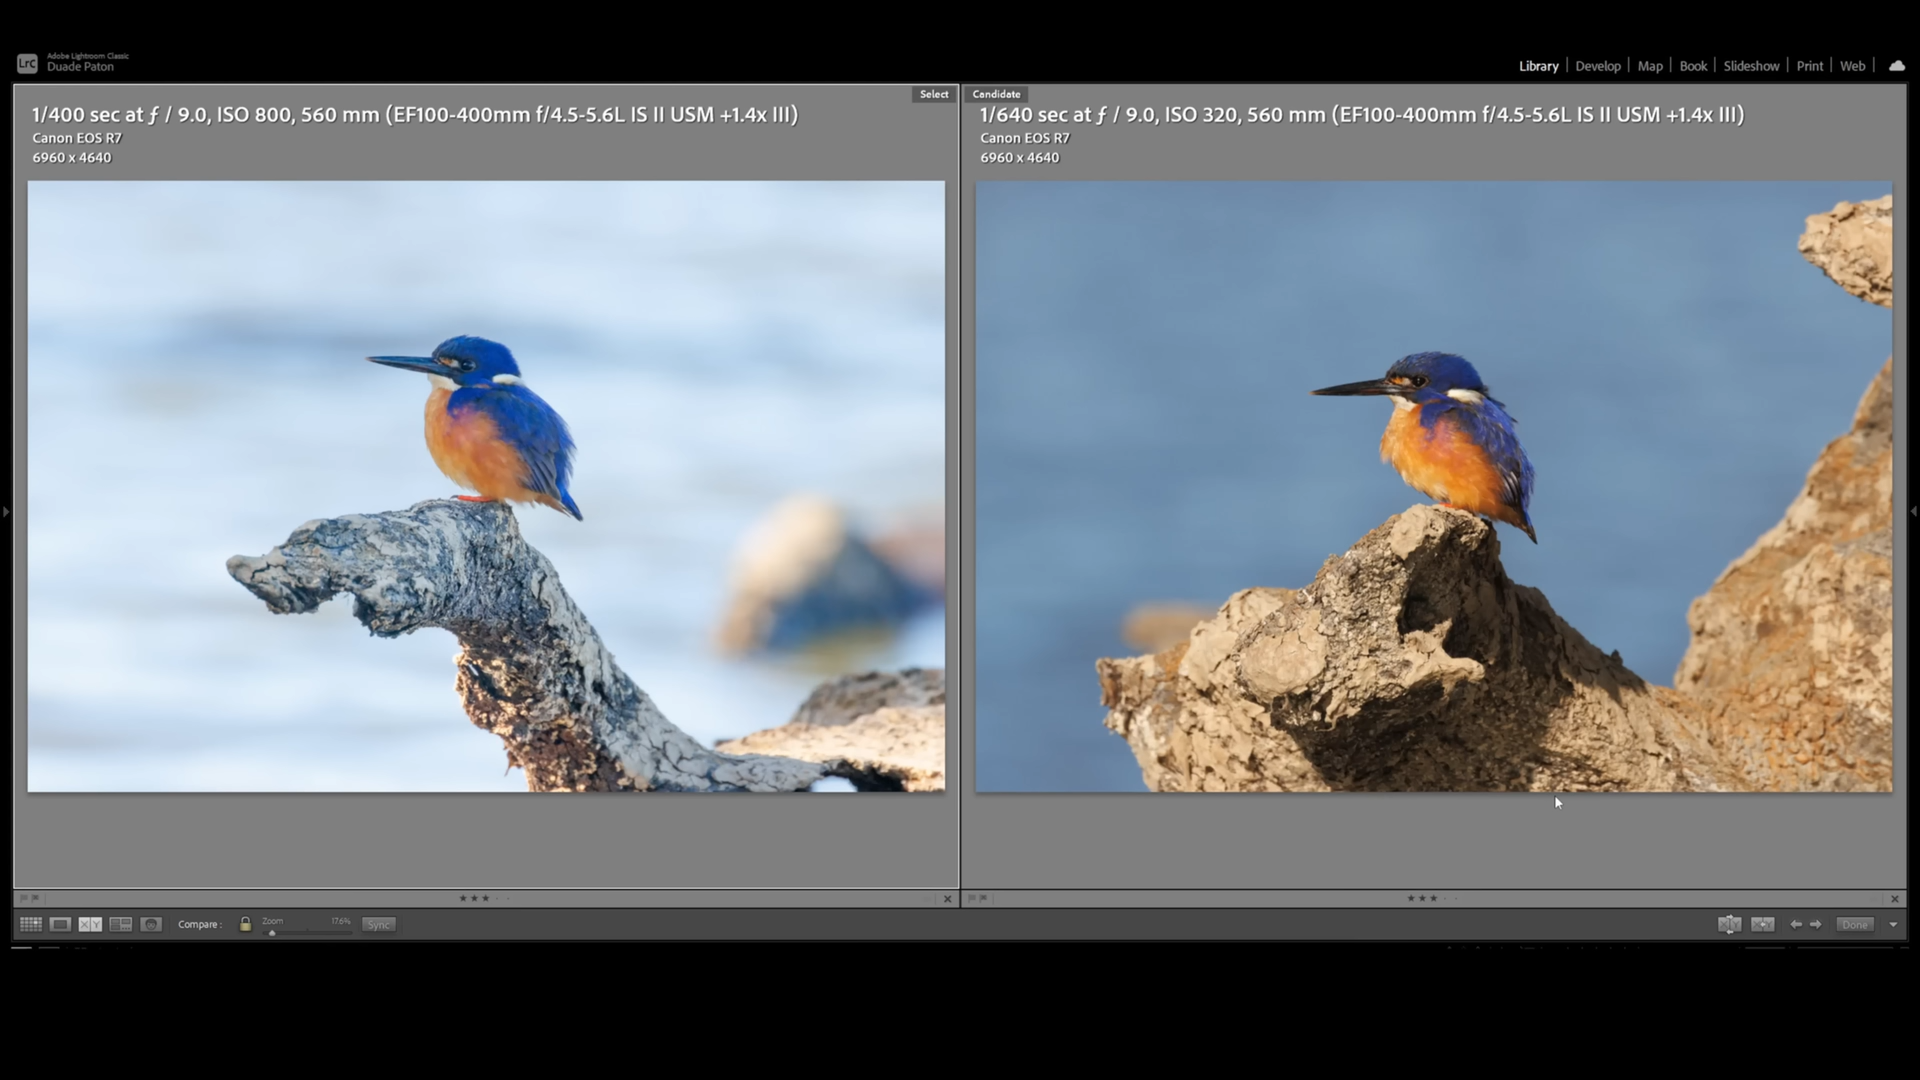 LrC
Adobe Lightroom Classic
Duade Paton
Library | Develop | Map | Book | Slideshow | Print | Web |
Select
1/400 sec at ƒ / 9.0, ISO 800, 560 mm (EF100-400mm f/4.5-5.6L IS II USM +1.4x III)
Canon EOS R7
6960 x 4640
Candidate
1/640 sec at ƒ / 9.0, ISO 320, 560 mm (EF100-400mm f/4.5-5.6L IS II USM +1.4x III)
Canon EOS R7
6960 x 4640
X Y
Compare :
Zoom
17.6%
Sync
Done